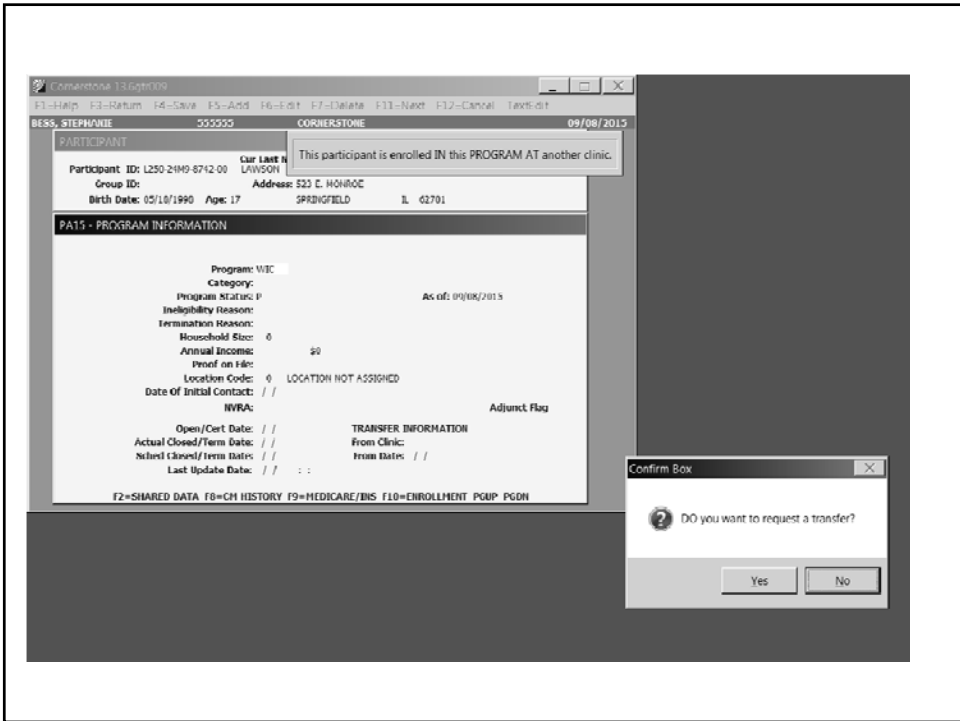 Cornerstone 13.6qtr009
F1-Help F3-Return F4-Save F5-Add F6-Edit F7-Delete F11-Next F12-Cancel TextEdit
BESS, STEPHANIE 555555 CORNERSTONE 09/08/2015
PARTICIPANT
This participant is enrolled IN this PROGRAM AT another clinic.
Cur Last
Participant ID: L250-24M9-8742-00 LAWSON
Group ID: Address: 523 E. MONROE
Birth Date: 05/10/1998 Age: 17 SPRINGFIELD IL 62701
PA15 - PROGRAM INFORMATION
Program: WIC
Category:
Program Status: P As of: 09/08/2015
Ineligibility Reason:
Termination Reason:
Household Size: 0
Annual Income: $0
Proof on File:
Location Code: 0 LOCATION NOT ASSIGNED
Date Of Initial Contact: / /
NVRA: Adjunct Flag
Open/Cert Date: / / TRANSFER INFORMATION
Actual Closed/Term Date: / / From Clinic:
Sched Closed/Term Date: / / From Date: / /
Last Update Date: / / : :
F2=SHARED DATA F8=CM HISTORY F9=MEDICARE/INS F10=ENROLLMENT PGUP PGDN
Confirm Box
DO you want to request a transfer?
Yes No